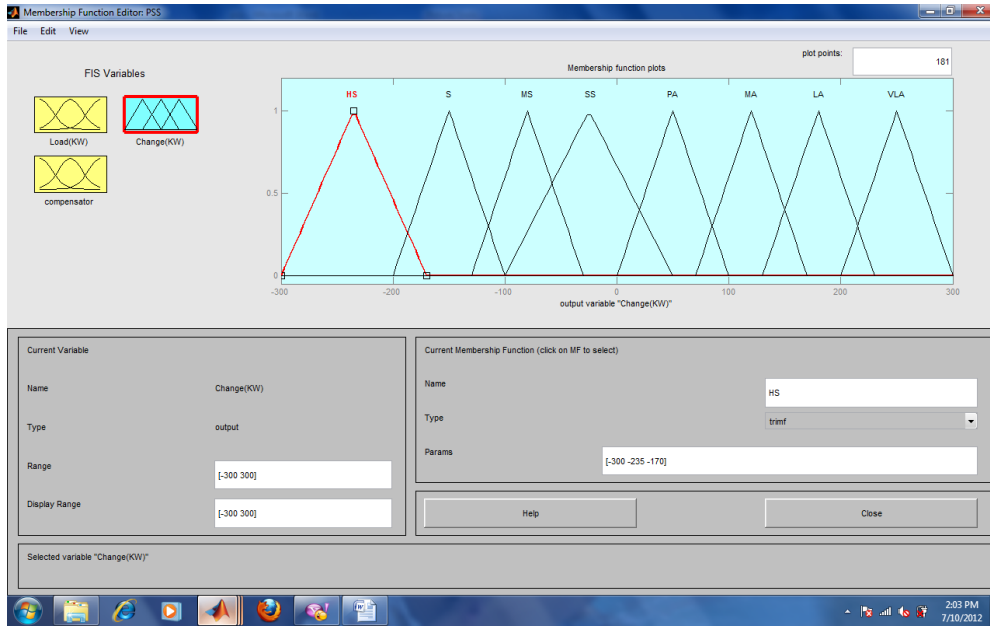 Membership Function Editor: PSS
File Edit View
FIS Variables
Load(KW)
Change(KW)
compensator
plot points:
181
Membership function plots
HS S MS SS PA MA LA VLA
1
0.5
0
-300 -200 -100 0 100 200 300
output variable "Change(KW)"
Current Variable
Name Change(KW)
Type output
Range [-300 300]
Display Range [-300 300]
Current Membership Function (click on MF to select)
Name HS
Type trimf
Params [-300 -235 -170]
Help Close
Selected variable "Change(KW)"
2:03 PM
7/10/2012